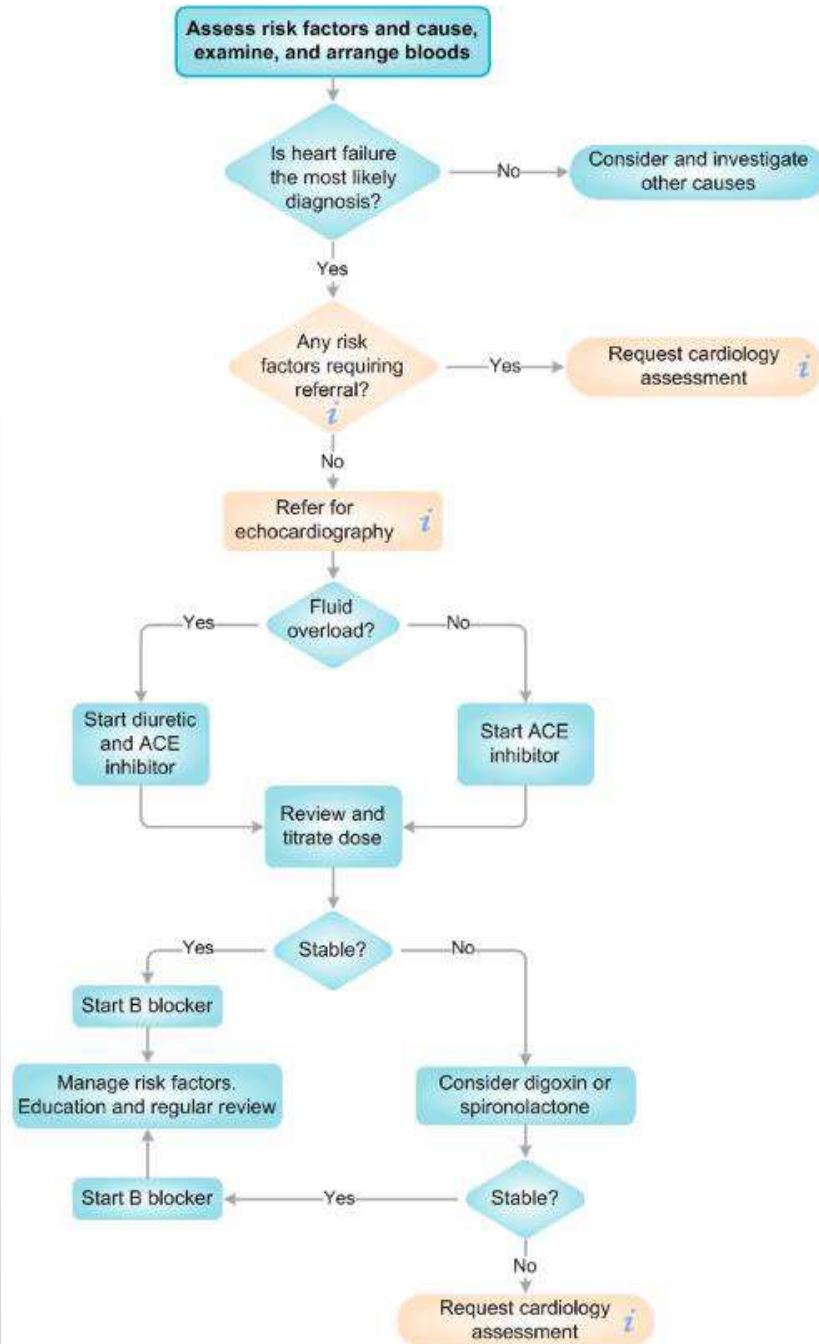 Assess risk factors and cause,
examine, and arrange bloods
Is heart failure
the most likely
diagnosis?
No
Consider and investigate
other causes
Yes
Any risk
factors requiring
referral?
i
Yes
Request cardiology
assessment
i
No
Refer for
echocardiography
i
Fluid
overload?
Yes
No
Start diuretic
and ACE
inhibitor
Start ACE
inhibitor
Review and
titrate dose
Stable?
Yes
No
Start B blocker
Manage risk factors.
Education and regular review
Consider digoxin or
spironolactone
Start B blocker
Yes
Stable?
No
Request cardiology
assessment
i